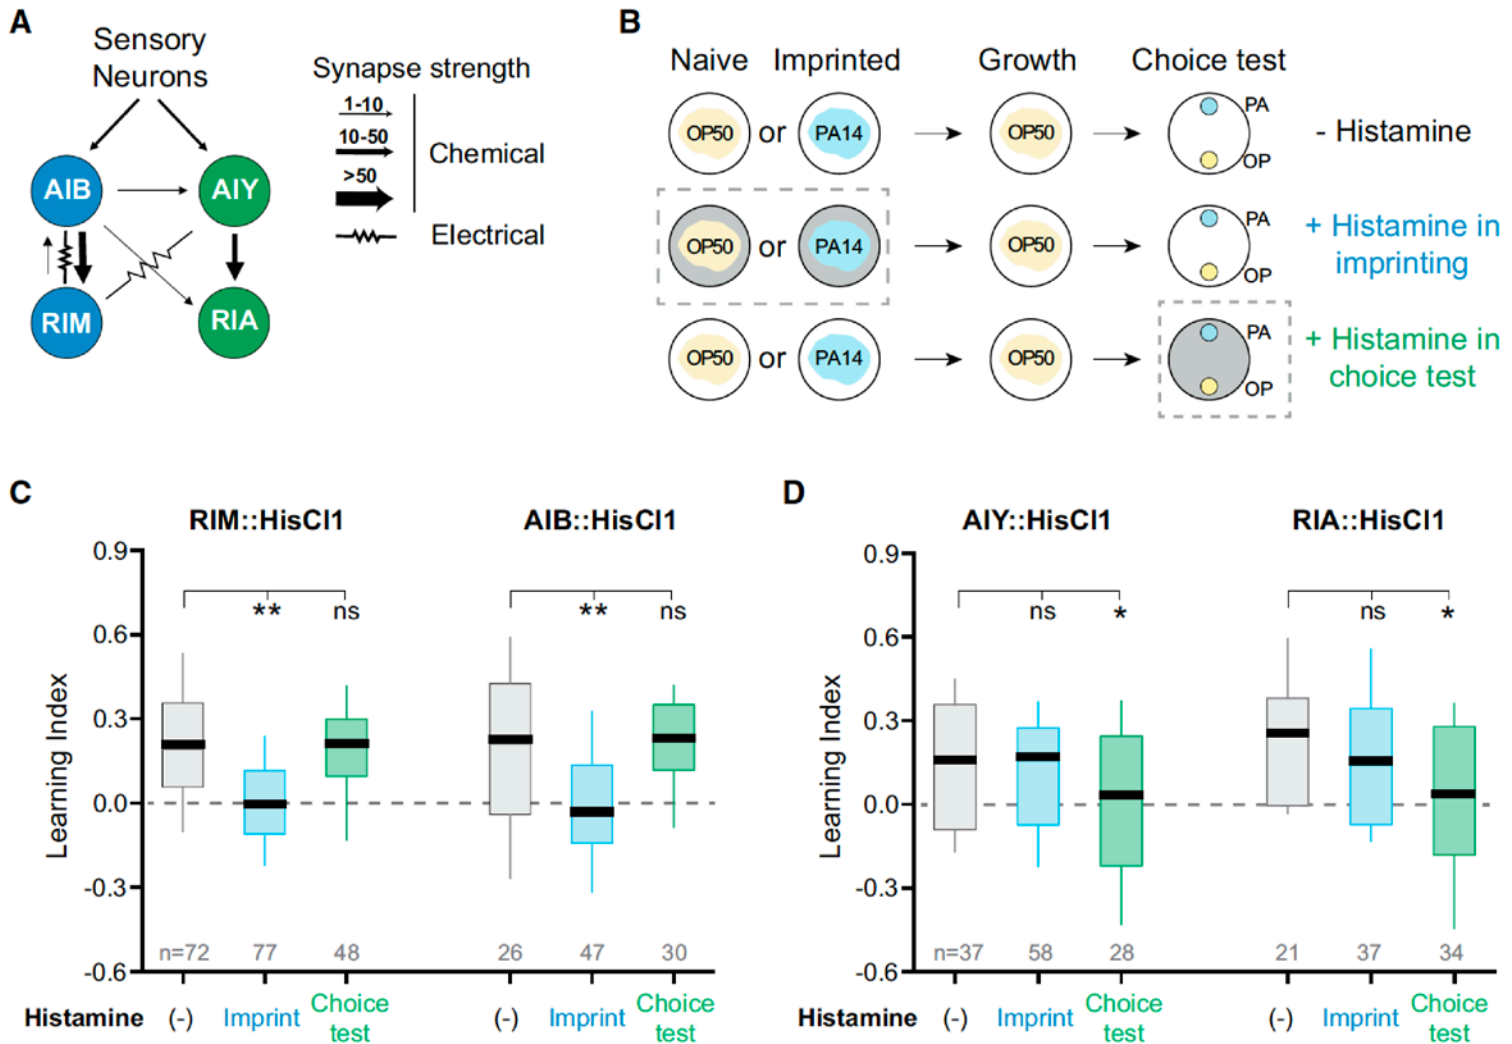 A
Sensory
Neurons
AIB
AIY
RIM
RIA
Synapse strength
1-10
10-50
>50
Chemical
Electrical
B
Naive Imprinted Growth Choice test
OP50 or PA14 OP50 PA OP - Histamine
OP50 or PA14 OP50 PA OP + Histamine in
imprinting
OP50 or PA14 OP50 PA OP + Histamine in
choice test
C
RIM::HisCl1 AIB::HisCl1
Learning Index
0.9
0.6
0.3
0.0
-0.3
-0.6
** ns ** ns
n=72 77 48 26 47 30
Histamine (-) Imprint Choice
test (-) Imprint Choice
test
D
AIY::HisCl1 RIA::HisCl1
Learning Index
0.9
0.6
0.3
0.0
-0.3
-0.6
ns * ns *
n=37 58 28 21 37 34
Histamine (-) Imprint Choice
test (-) Imprint Choice
test